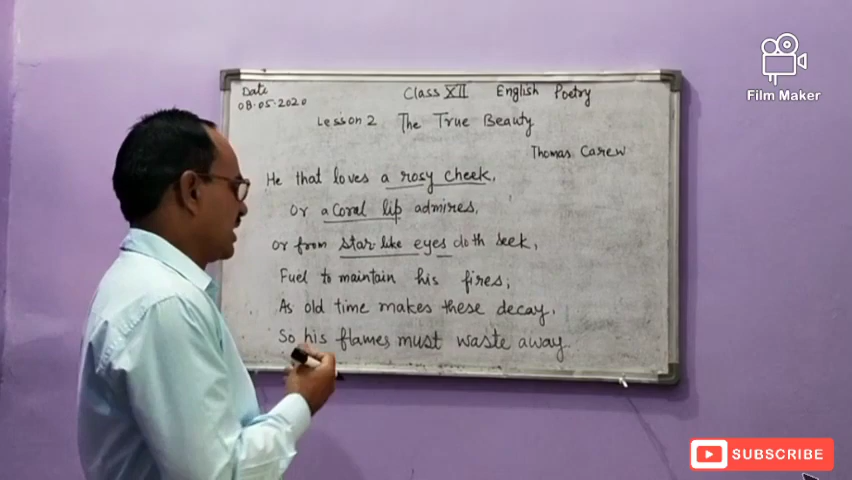 Date
08.05.2020
Class XII English Poetry
Lesson 2 The True Beauty
Thomas Carew
He that loves a rosy cheek,
Or a Coral lip admires,
Or from star-like eyes doth seek,
Fuel to maintain his fires;
As old time makes these decay,
So his flames must waste away
Film Maker
SUBSCRIBE